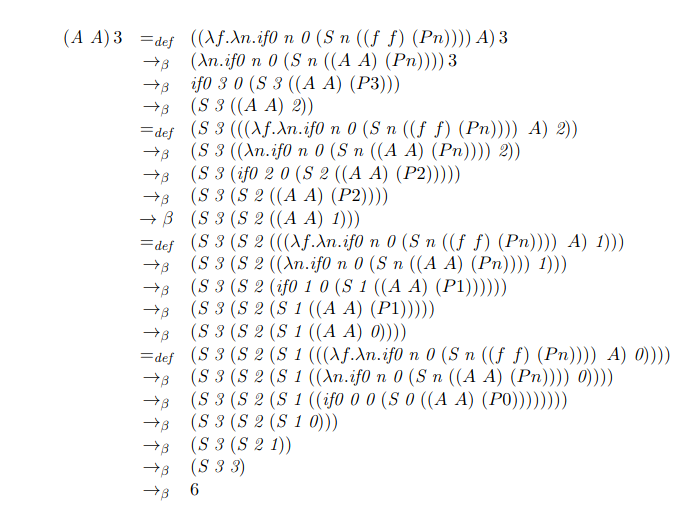 (A A) 3 =def ((λf.λn.if0 n 0 (S n ((f f) (Pn)))) A) 3
→β (λn.if0 n 0 (S n ((A A) (Pn)))) 3
→β if0 3 0 (S 3 ((A A) (P3)))
→β (S 3 ((A A) 2))
=def (S 3 (((λf.λn.if0 n 0 (S n ((f f) (Pn)))) A) 2))
→β (S 3 ((λn.if0 n 0 (S n ((A A) (Pn)))) 2))
→β (S 3 (if0 2 0 (S 2 ((A A) (P2)))))
→β (S 3 (S 2 ((A A) (P2))))
→ β (S 3 (S 2 ((A A) 1)))
=def (S 3 (S 2 (((λf.λn.if0 n 0 (S n ((f f) (Pn)))) A) 1)))
→β (S 3 (S 2 ((λn.if0 n 0 (S n ((A A) (Pn)))) 1)))
→β (S 3 (S 2 (if0 1 0 (S 1 ((A A) (P1))))))
→β (S 3 (S 2 (S 1 ((A A) (P1)))))
→β (S 3 (S 2 (S 1 ((A A) 0))))
=def (S 3 (S 2 (S 1 (((λf.λn.if0 n 0 (S n ((f f) (Pn)))) A) 0))))
→β (S 3 (S 2 (S 1 ((λn.if0 n 0 (S n ((A A) (Pn)))) 0))))
→β (S 3 (S 2 (S 1 ((if0 0 0 (S 0 ((A A) (P0))))))))
→β (S 3 (S 2 (S 1 0)))
→β (S 3 (S 2 1))
→β (S 3 3)
→β 6